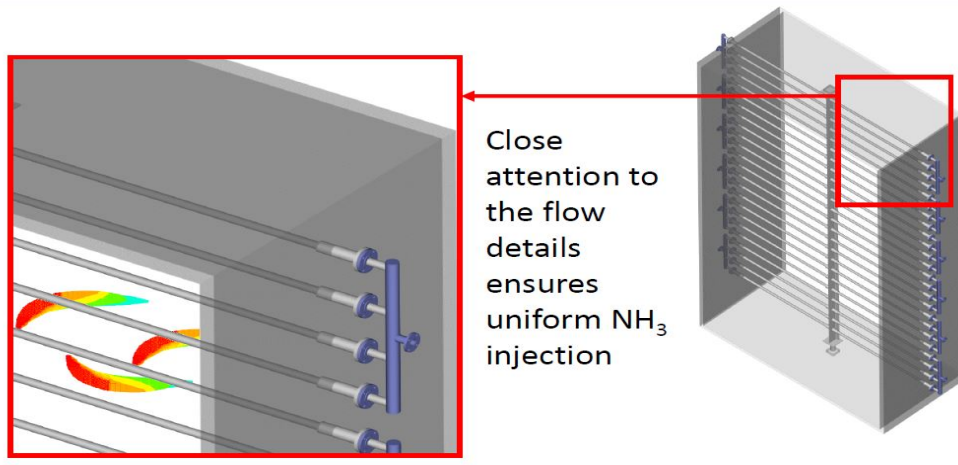 Close
attention to
the flow
details
ensures
uniform NH₃
injection